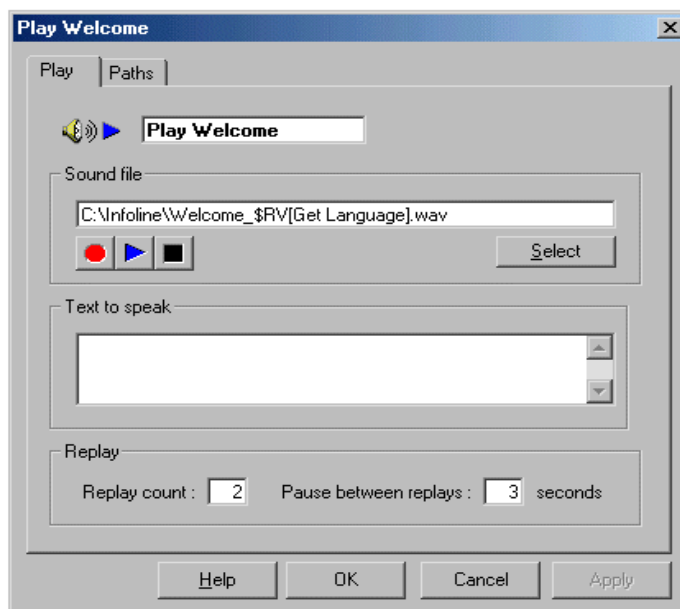 Play Welcome
Play Paths
Play Welcome
Sound file
C:\Infoline\Welcome_$RV[Get Language].wav
Select
Text to speak
Replay
Replay count : 2 Pause between replays : 3 seconds
Help OK Cancel Apply